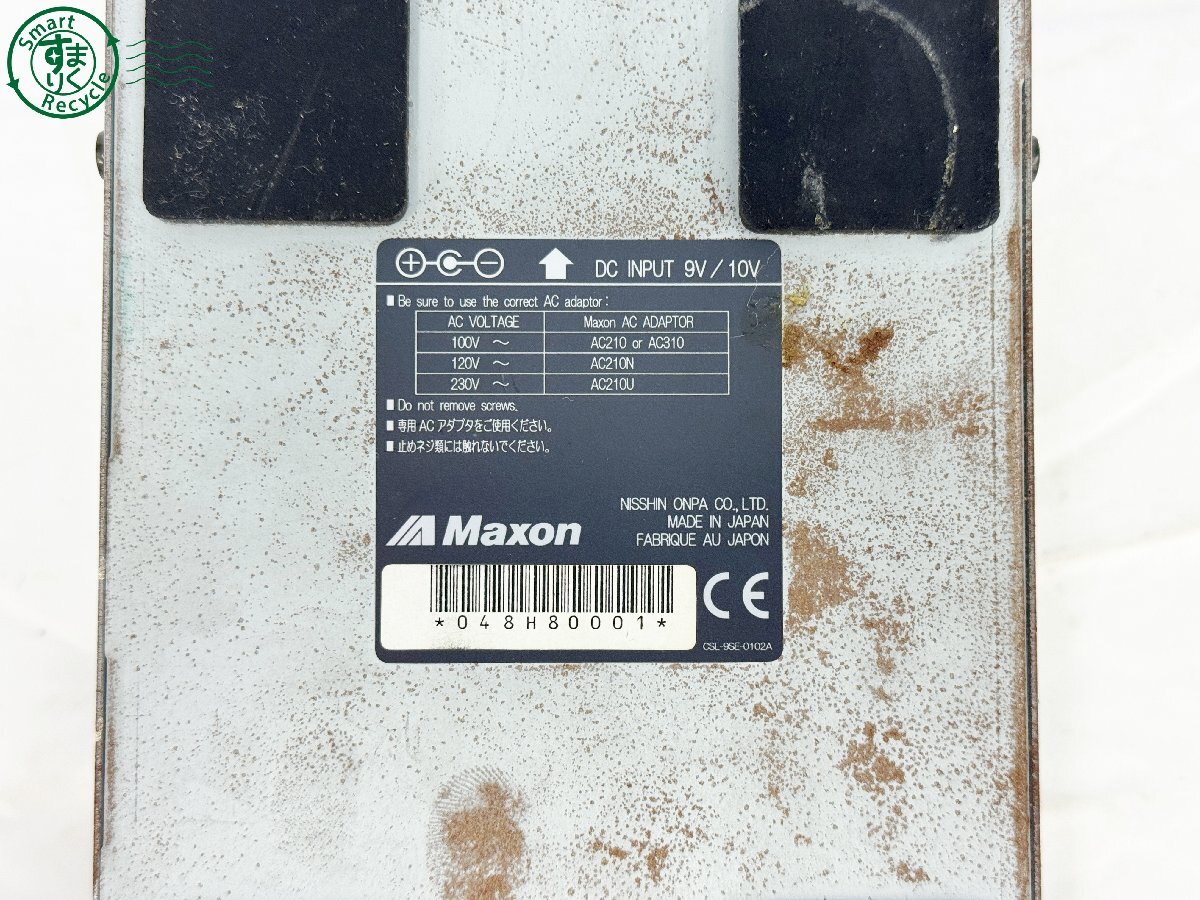 Smart
すまりく
Recycle
DC INPUT 9V / 10V
Be sure to use the correct AC adaptor:
AC VOLTAGE Maxon AC ADAPTOR
100V ～ AC210 or AC310
120V ～ AC210N
230V ～ AC210U
Do not remove screws.
専用 AC アダプタをご使用ください。
止めネジ類には触れないでください。
NISSHIN ONPA CO., LTD.
MADE IN JAPAN
FABRIQUE AU JAPON
Maxon
*048H80001*
CE
CSL-9SE-0102A